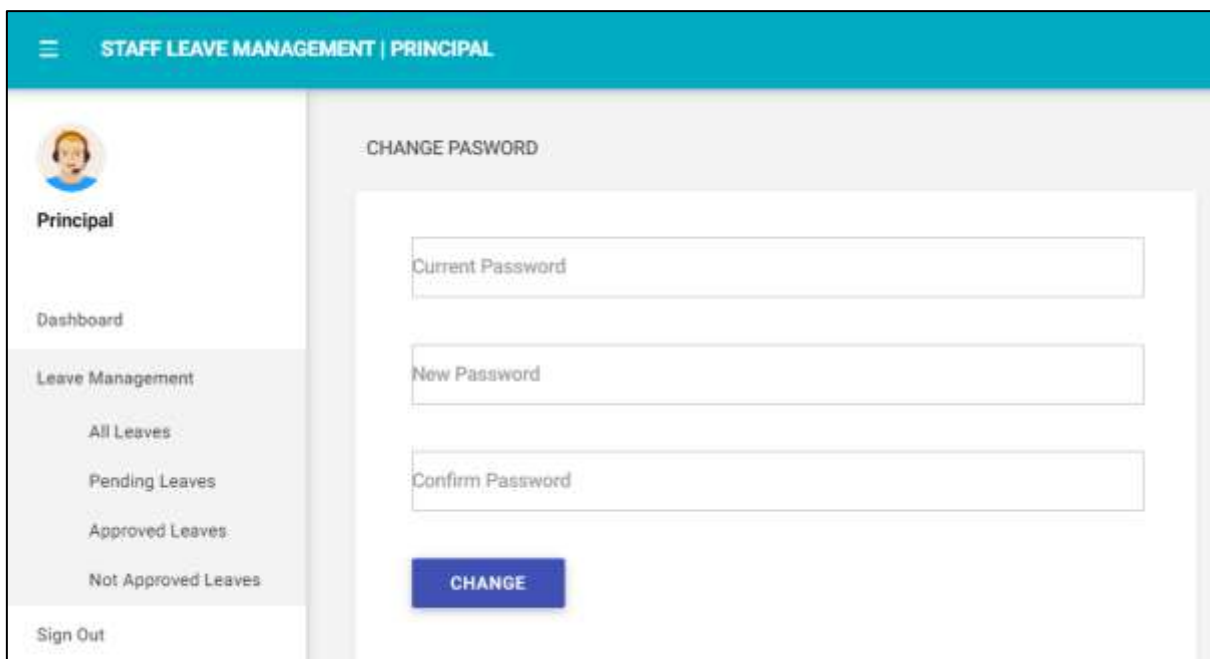 STAFF LEAVE MANAGEMENT | PRINCIPAL
Principal
Dashboard
Leave Management
All Leaves
Pending Leaves
Approved Leaves
Not Approved Leaves
Sign Out
CHANGE PASWORD
Current Password
New Password
Confirm Password
CHANGE